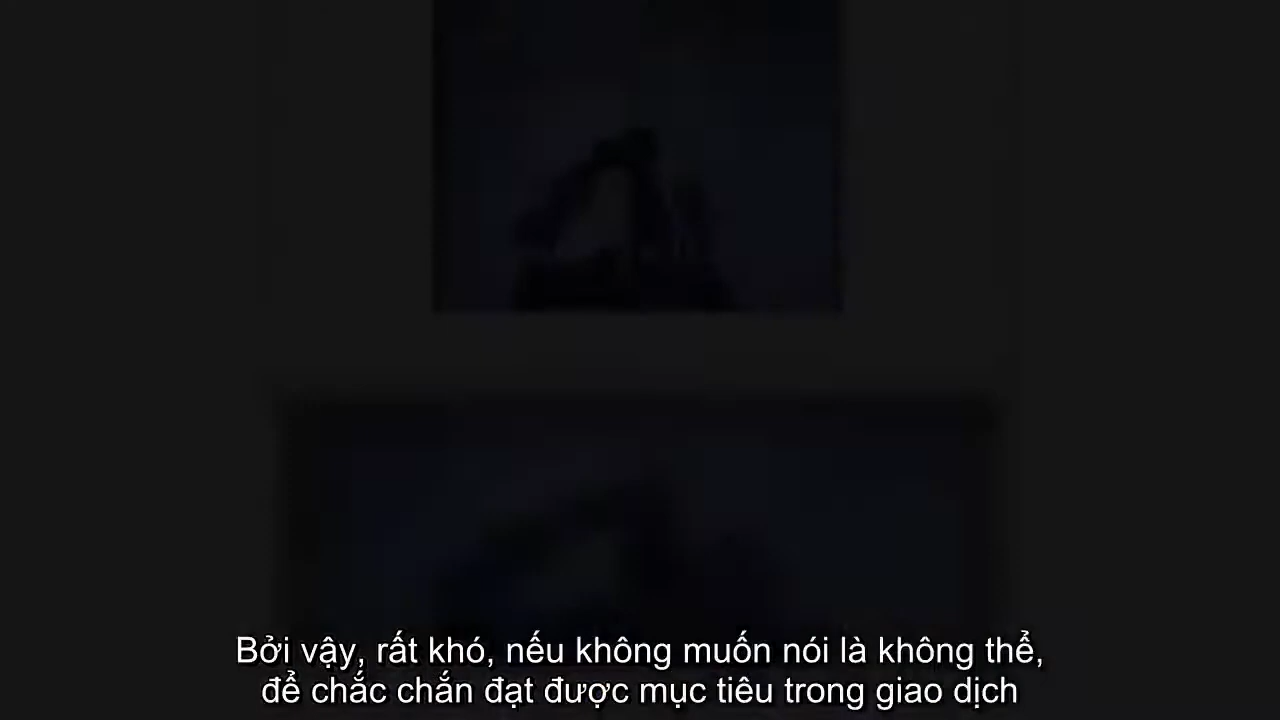 Bởi vậy, rất khó, nếu không muốn nói là không thể,
để chắc chắn đạt được mục tiêu trong giao dịch